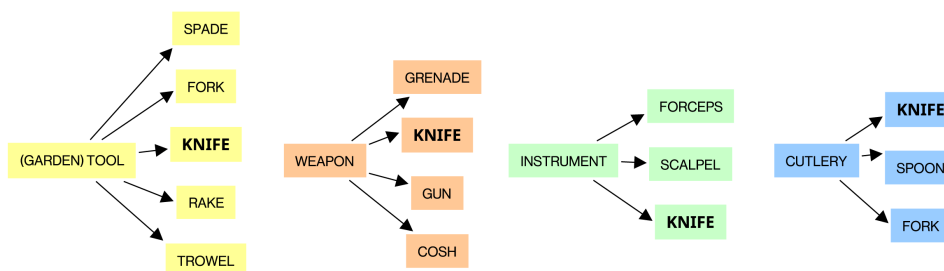 (GARDEN) TOOL
SPADE
FORK
KNIFE
RAKE
TROWEL
WEAPON
GRENADE
KNIFE
GUN
COSH
INSTRUMENT
FORCEPS
SCALPEL
KNIFE
CUTLERY
KNIFE
SPOON
FORK